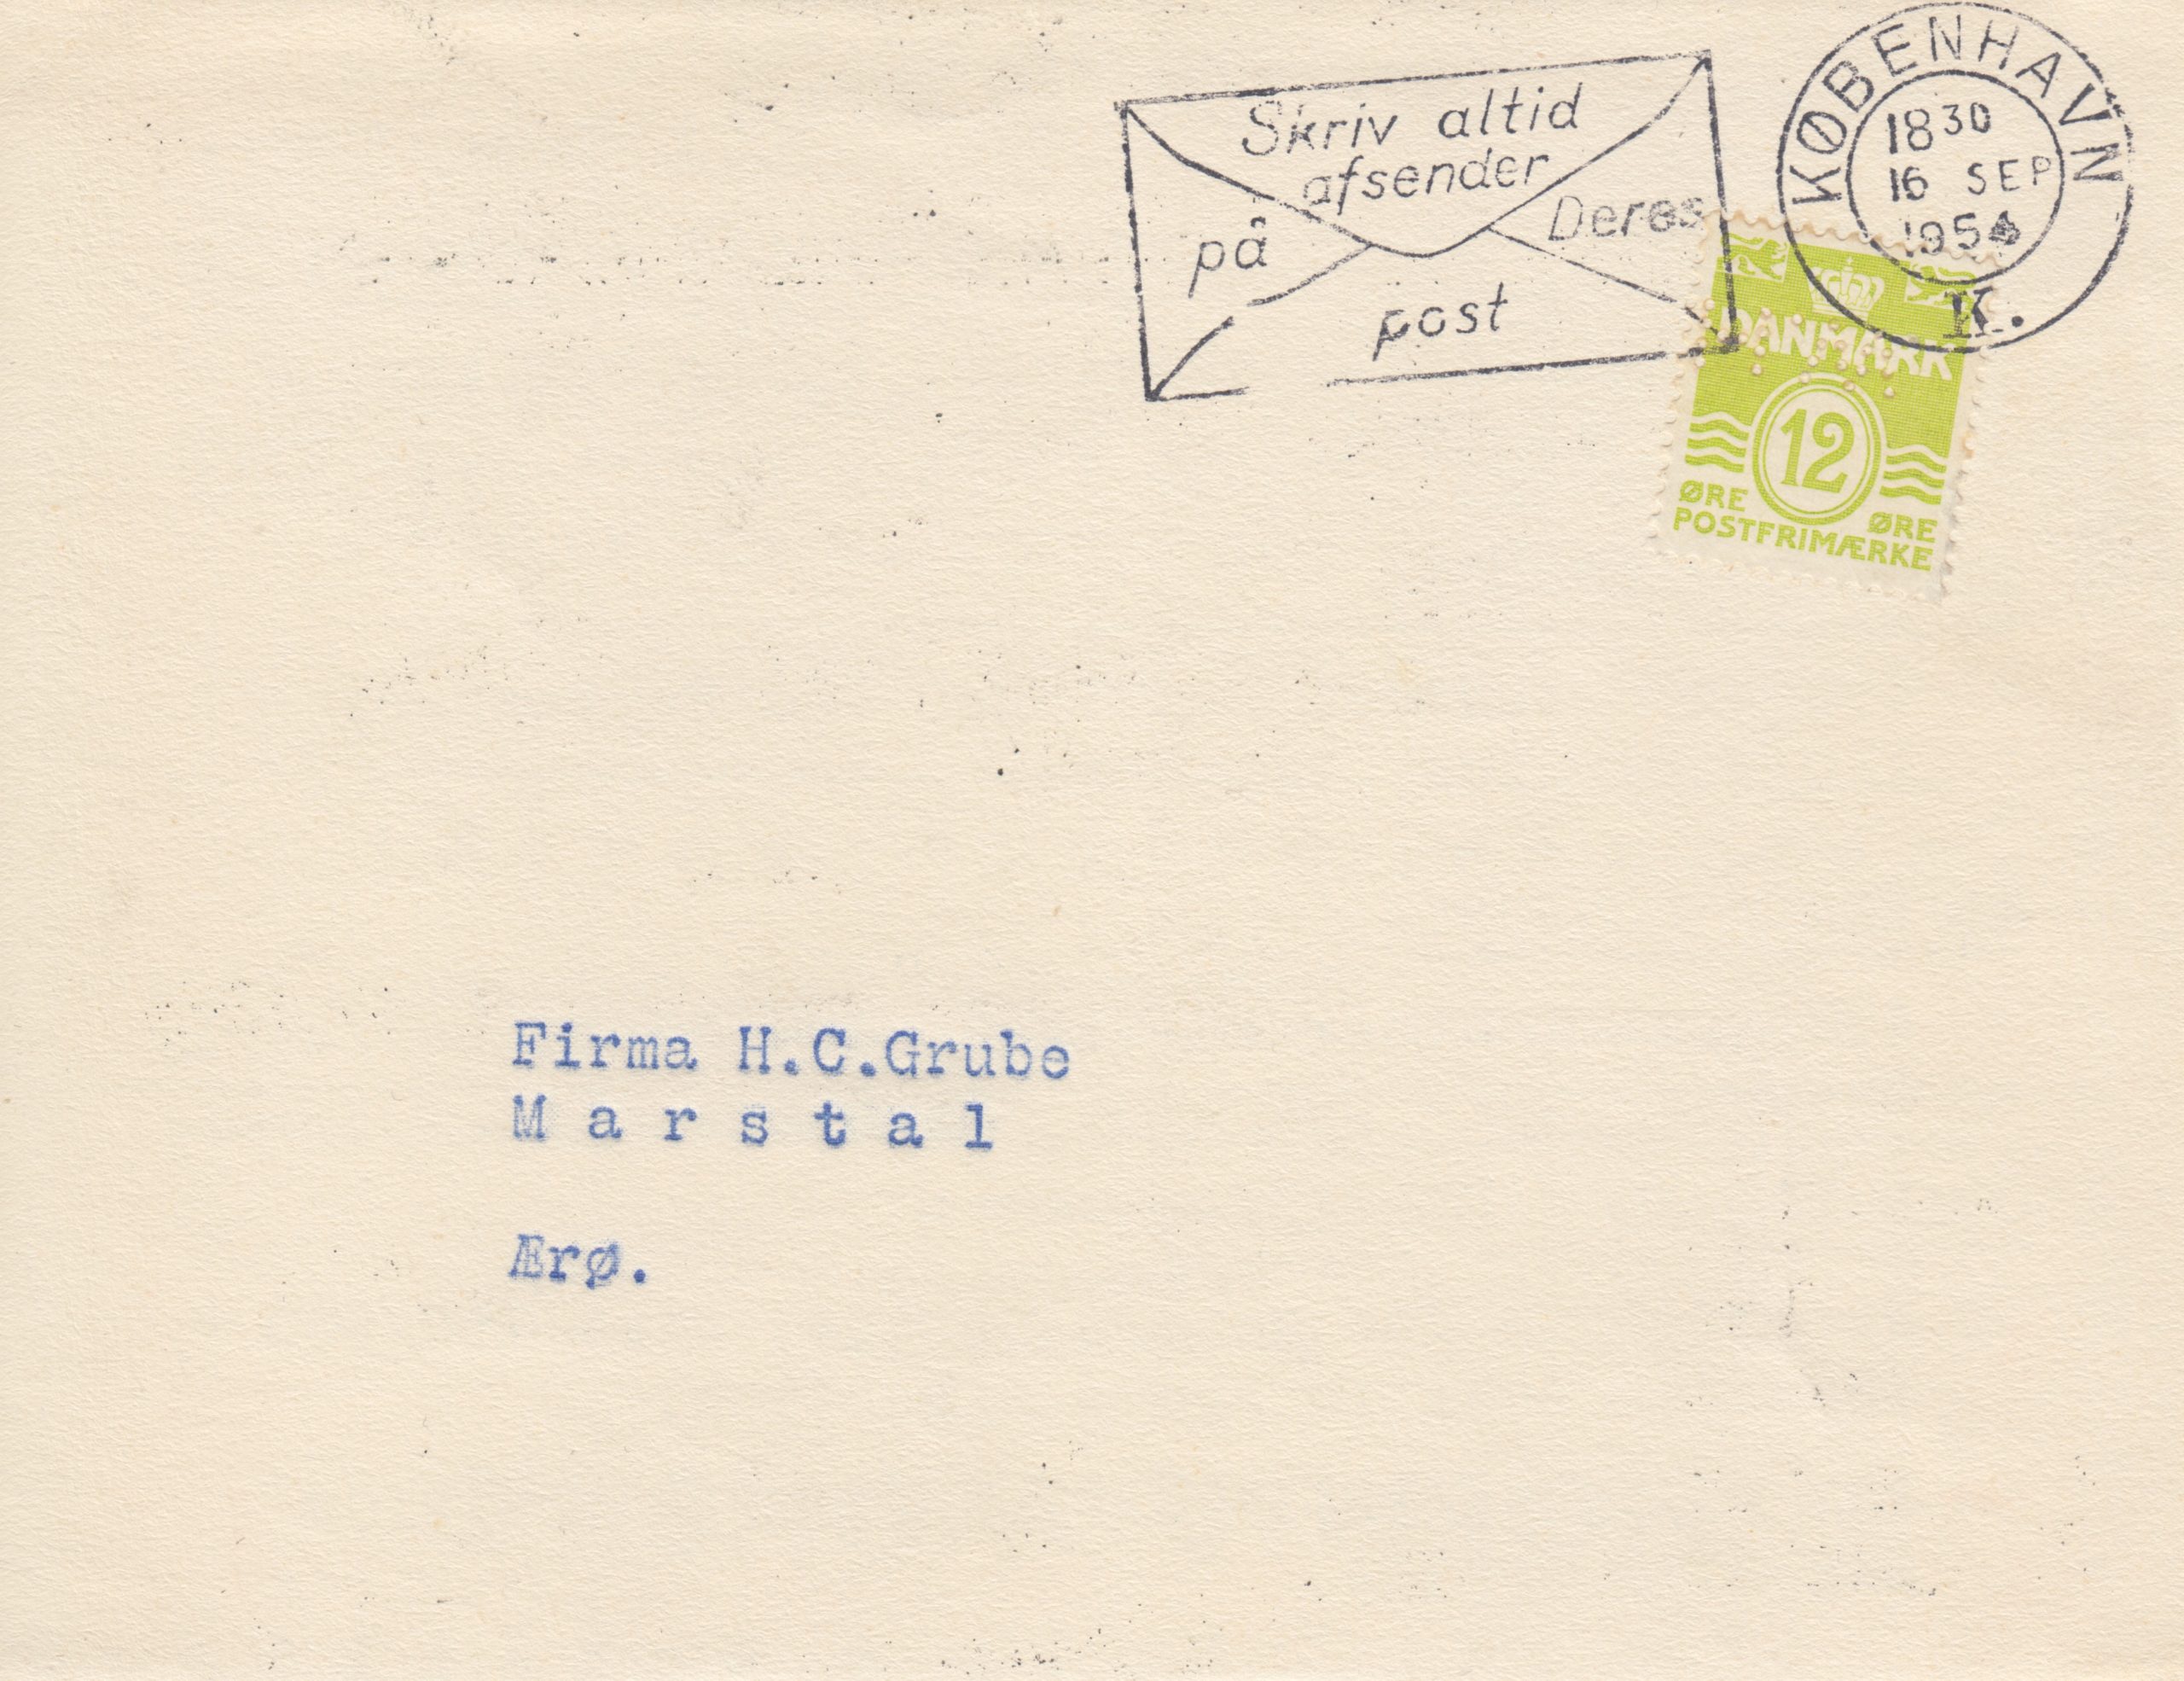 Skriv altid
afsender
på Deres
post
KØBENHAVN
18 30
16 SEP
1954
K.
DANMARK
12
ØRE ØRE
POSTFRIMÆRKE
Firma H.C.Grube
M a r s t a l
Ærø.